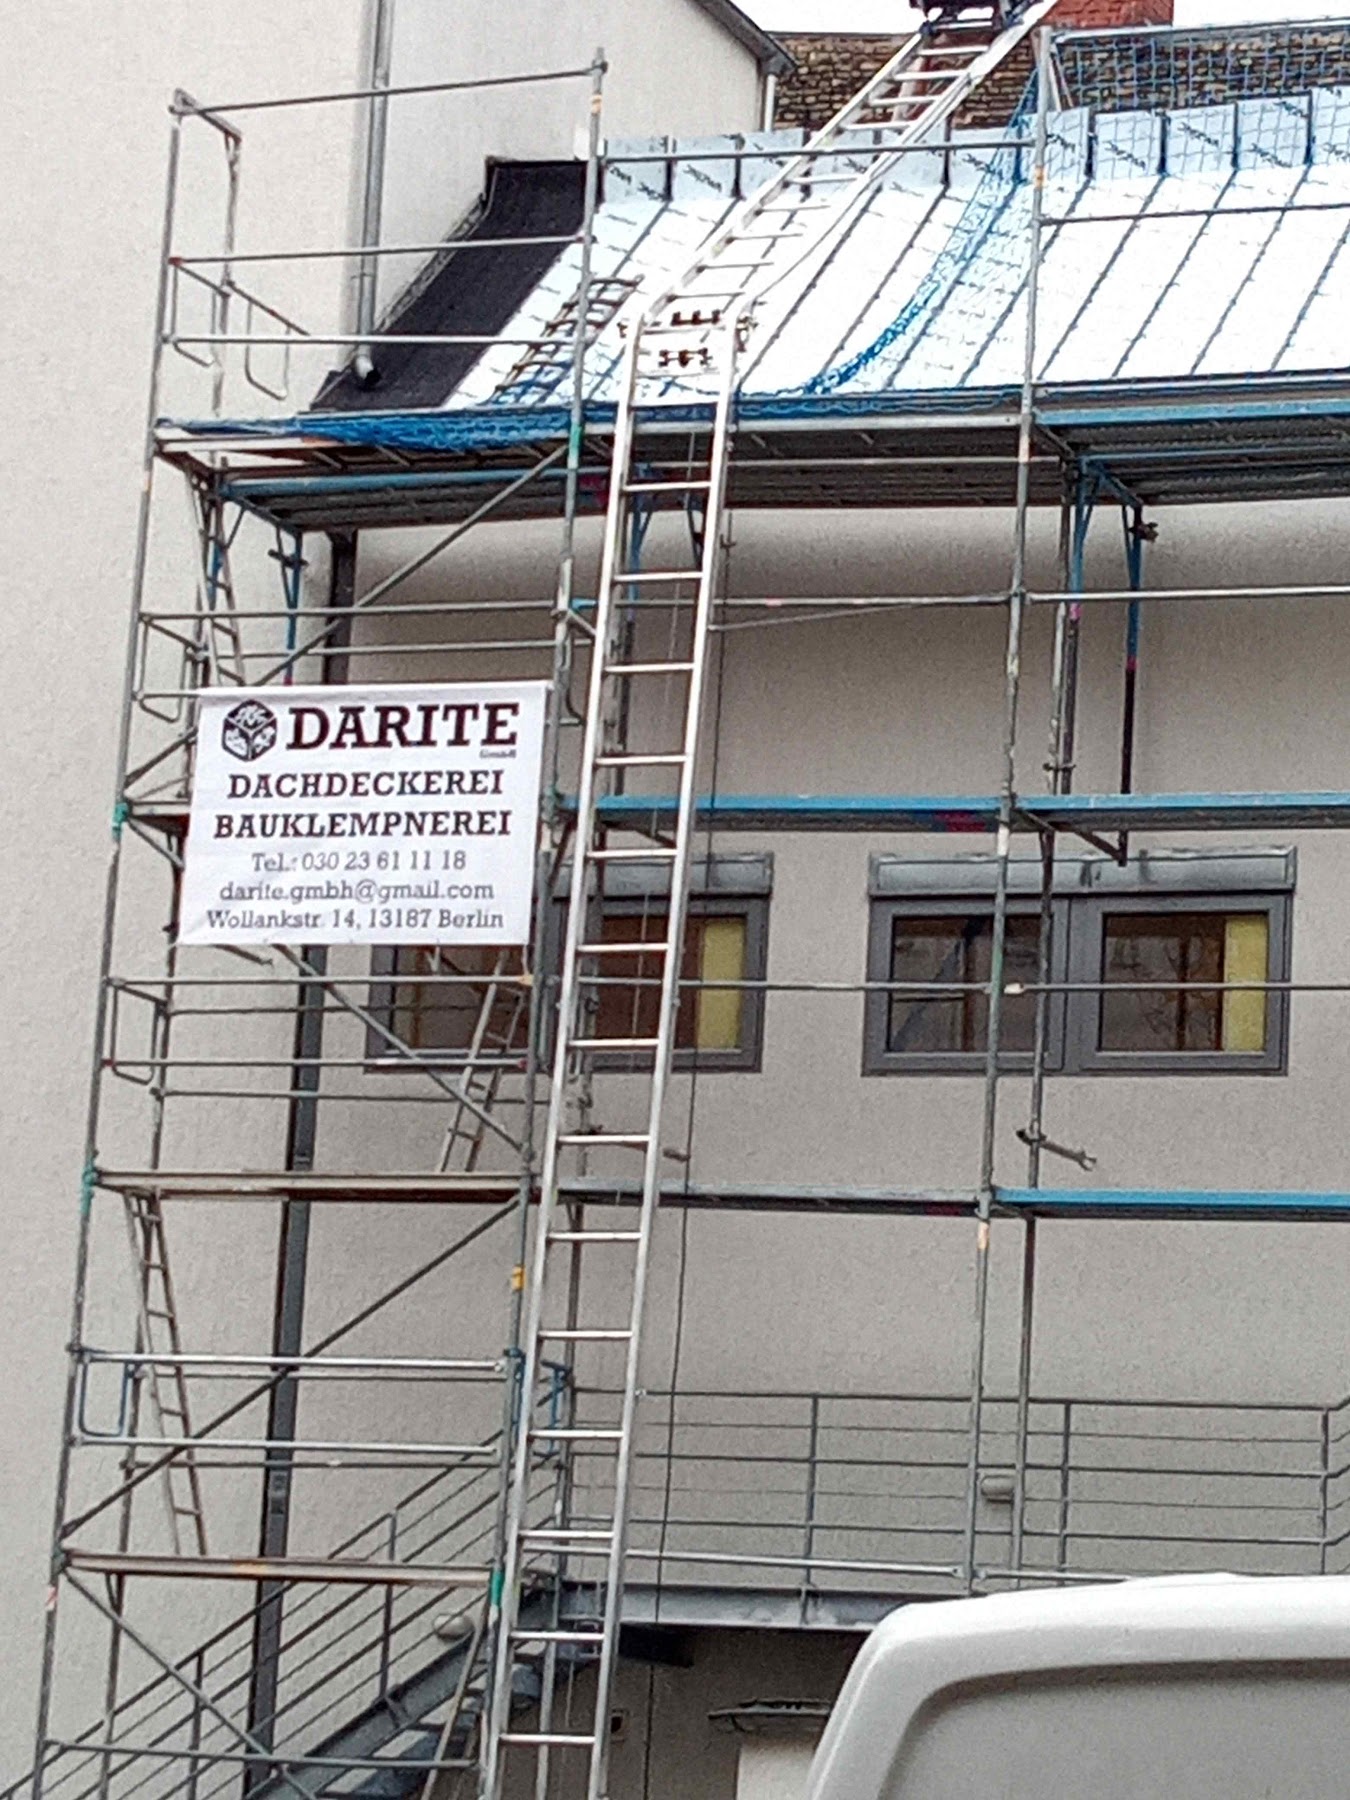 DARITE
GmbH
DACHDECKEREI
BAUKLEMPNEREI
Tel.: 030 23 61 11 18
darite.gmbh@gmail.com
Wollankstr. 14, 13187 Berlin